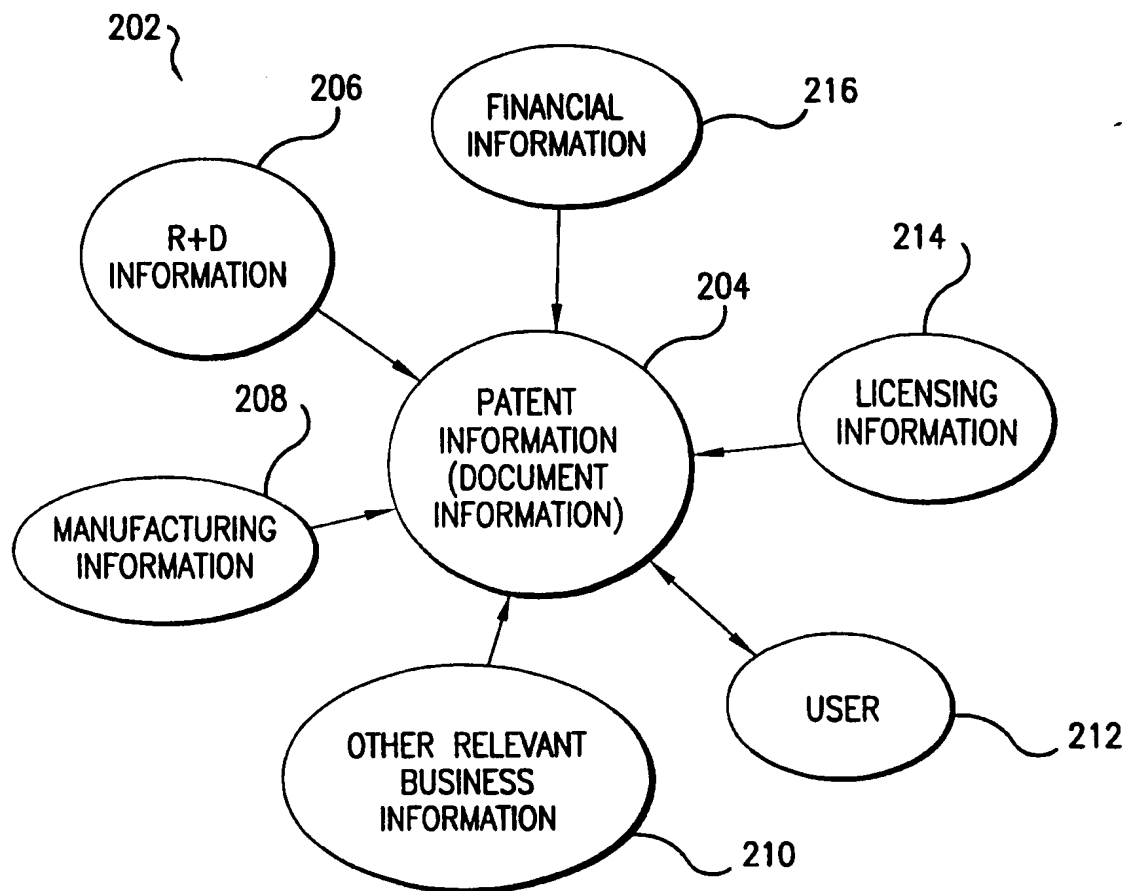 202
206
FINANCIAL
INFORMATION
216
R+D
INFORMATION
214
204
LICENSING
INFORMATION
PATENT
INFORMATION
(DOCUMENT
INFORMATION)
208
MANUFACTURING
INFORMATION
USER
212
OTHER RELEVANT
BUSINESS
INFORMATION
210